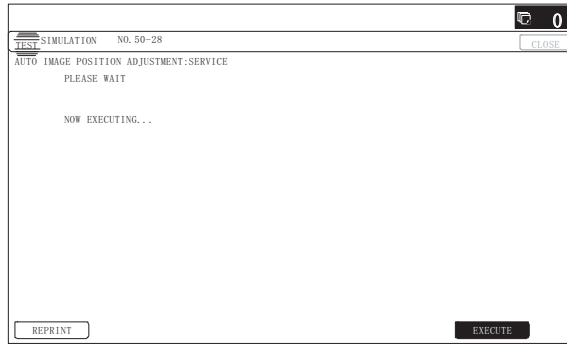 0
TEST SIMULATION NO. 50-28 CLOSE
AUTO IMAGE POSITION ADJUSTMENT:SERVICE
PLEASE WAIT
NOW EXECUTING...
REPRINT EXECUTE